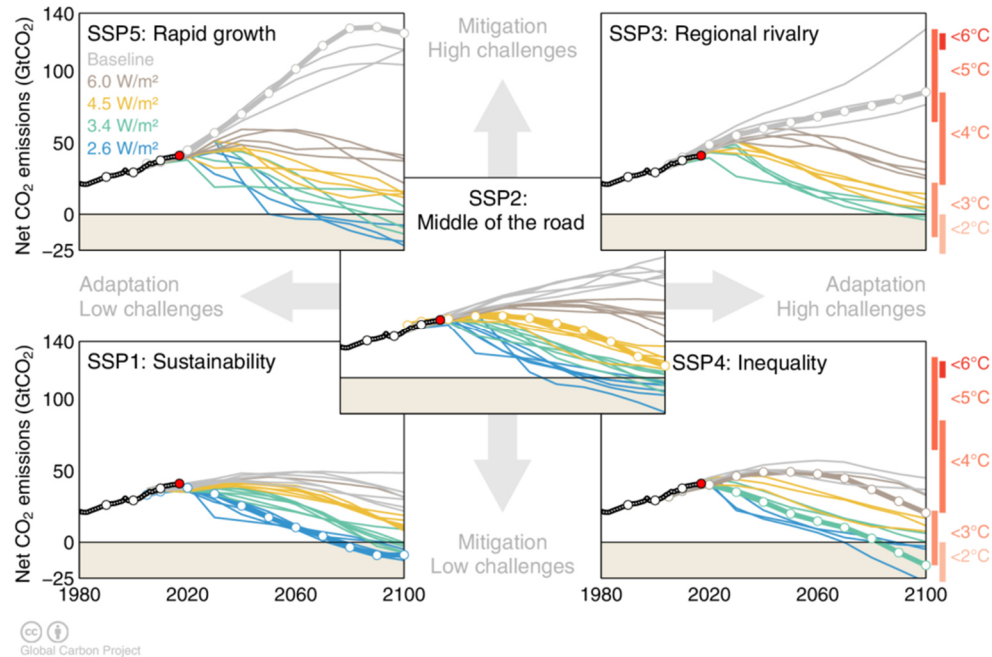 140
SSP5: Rapid growth
Baseline
6.0 W/m²
4.5 W/m²
3.4 W/m²
2.6 W/m²
100
50
0
−25
Net CO₂ emissions (GtCO₂)
Mitigation
High challenges
SSP3: Regional rivalry
<6°C
<5°C
<4°C
<3°C
<2°C
SSP2:
Middle of the road
Adaptation
Low challenges
Adaptation
High challenges
140
SSP1: Sustainability
100
50
0
−25
Net CO₂ emissions (GtCO₂)
1980
2020
2060
2100
Mitigation
Low challenges
SSP4: Inequality
<6°C
<5°C
<4°C
<3°C
<2°C
1980
2020
2060
2100
cc
Global Carbon Project